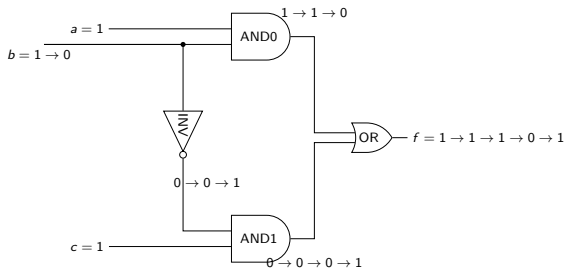 1 → 1 → 0
a = 1
AND0
b = 1 → 0
INV
OR
f = 1 → 1 → 1 → 0 → 1
0 → 0 → 1
AND1
c = 1
0 → 0 → 0 → 1